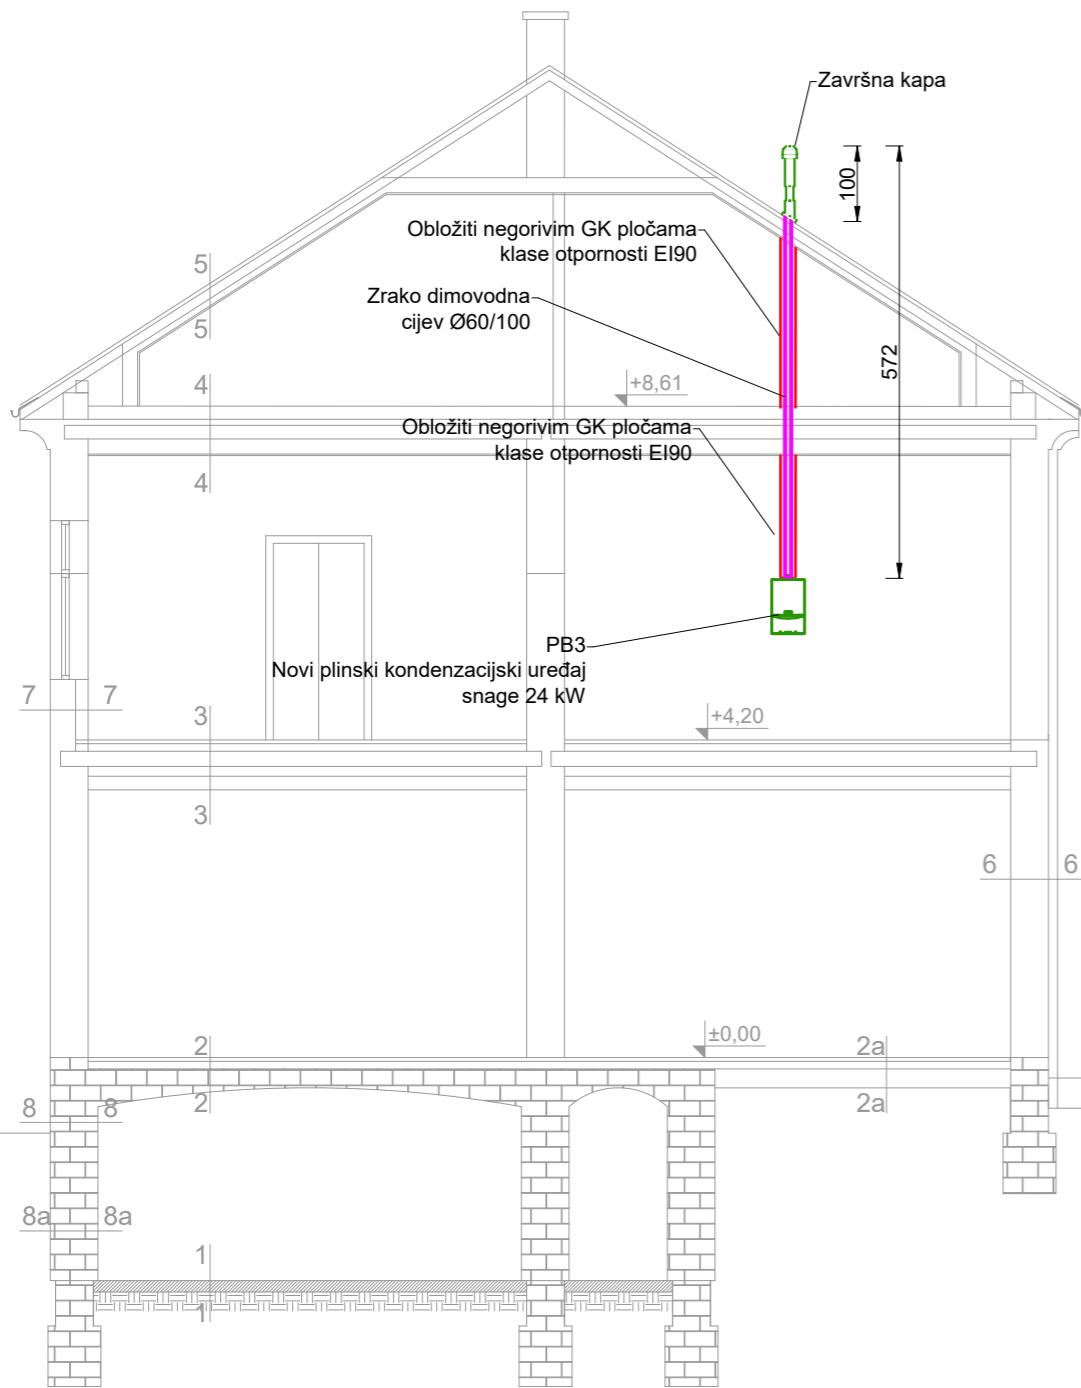 Završna kapa
100
Obložiti negorivim GK pločama
klase otpornosti EI90
5
Zrako dimovodna
cijev Ø60/100
5
572
4
+8,61
Obložiti negorivim GK pločama
klase otpornosti EI90
4
PB3
Novi plinski kondenzacijski uređaj
snage 24 kW
7 7
3
+4,20
3
6 6
2
±0,00
2a
2
2a
8 8
8a 8a
1
1